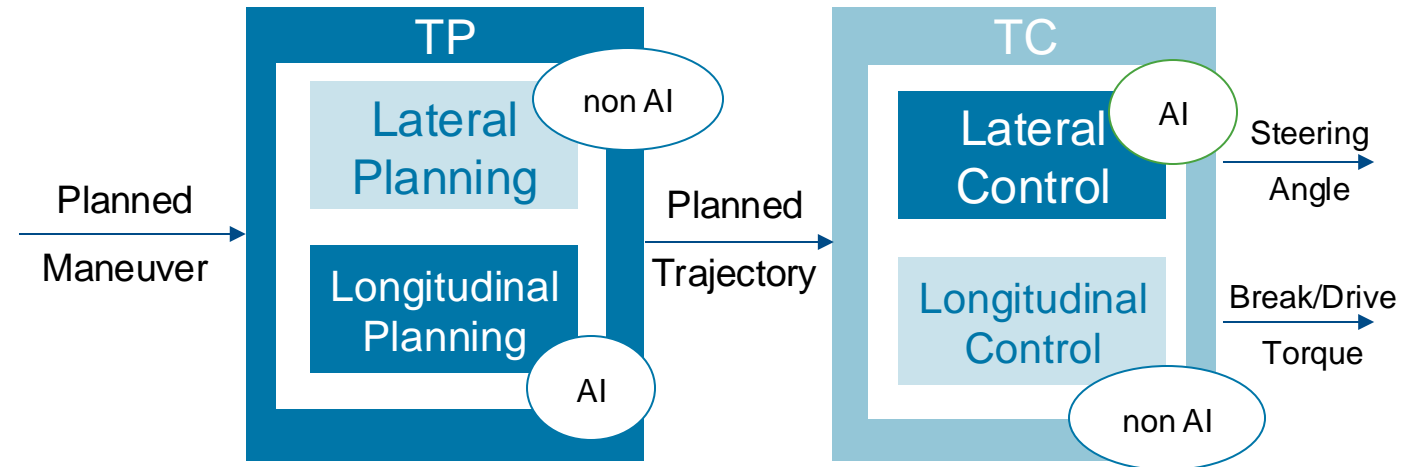 Planned
Maneuver
TP
Lateral
Planning
non AI
Longitudinal
Planning
AI
Planned
Trajectory
TC
Lateral
Control
AI
Longitudinal
Control
non AI
Steering
Angle
Break/Drive
Torque